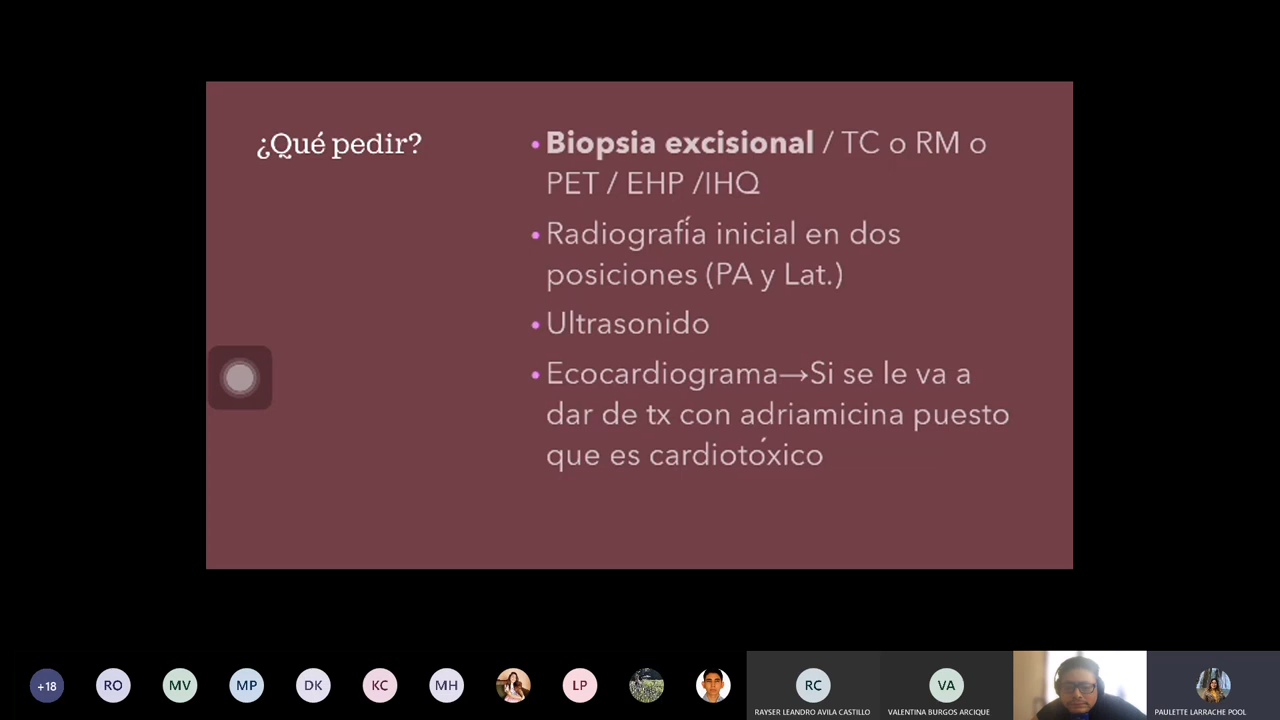 ¿Qué pedir?
• Biopsia excisional / TC o RM o
PET / EHP /IHQ
• Radiografía inicial en dos
posiciones (PA y Lat.)
• Ultrasonido
• Ecocardiograma→Si se le va a
dar de tx con adriamicina puesto
que es cardiotóxico
+18
RO
MV
MP
DK
KC
MH
LP
RC
VA
RAYSER LEANDRO AVILA CASTILLO
VALENTINA BURGOS ARCIQUE
PAULETTE LARRACHE POOL